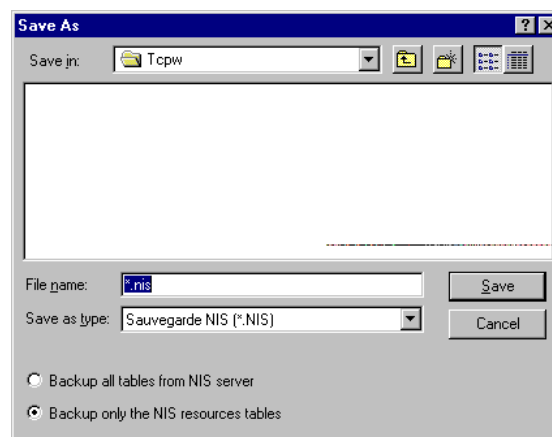 Save As
Save in: Tcpw
File name: *.nis
Save
Save as type: Sauvegarde NIS (*.NIS)
Cancel
Backup all tables from NIS server
Backup only the NIS resources tables